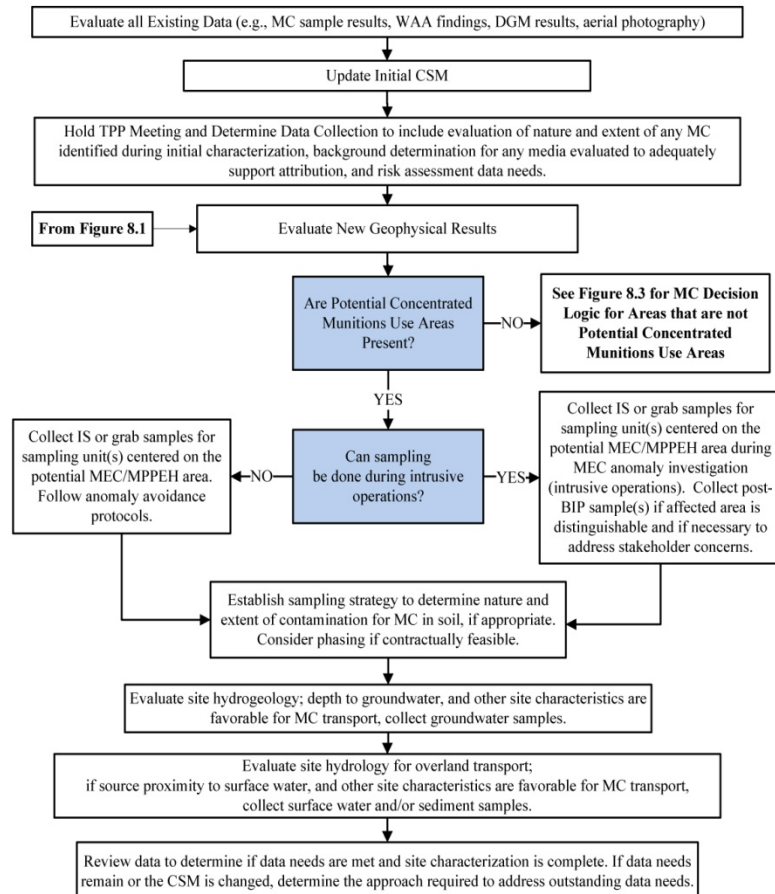 Evaluate all Existing Data (e.g., MC sample results, WAA findings, DGM results, aerial photography)
Update Initial CSM
Hold TPP Meeting and Determine Data Collection to include evaluation of nature and extent of any MC
identified during initial characterization, background determination for any media evaluated to adequately
support attribution, and risk assessment data needs.
From Figure 8.1
Evaluate New Geophysical Results
Are Potential Concentrated
Munitions Use Areas
Present?
NO
See Figure 8.3 for MC Decision
Logic for Areas that are not
Potential Concentrated
Munitions Use Areas
YES
Collect IS or grab samples for
sampling unit(s) centered on the
potential MEC/MPPEH area.
Follow anomaly avoidance
protocols.
NO
Can sampling
be done during intrusive
operations?
YES
Collect IS or grab samples for
sampling unit(s) centered on the
potential MEC/MPPEH area during
MEC anomaly investigation
(intrusive operations). Collect post-
BIP sample(s) if affected area is
distinguishable and if necessary to
address stakeholder concerns.
Establish sampling strategy to determine nature and
extent of contamination for MC in soil, if appropriate.
Consider phasing if contractually feasible.
Evaluate site hydrogeology; depth to groundwater, and other site characteristics are
favorable for MC transport, collect groundwater samples.
Evaluate site hydrology for overland transport;
if source proximity to surface water, and other site characteristics are favorable for MC transport,
collect surface water and/or sediment samples.
Review data to determine if data needs are met and site characterization is complete. If data needs
remain or the CSM is changed, determine the approach required to address outstanding data needs.